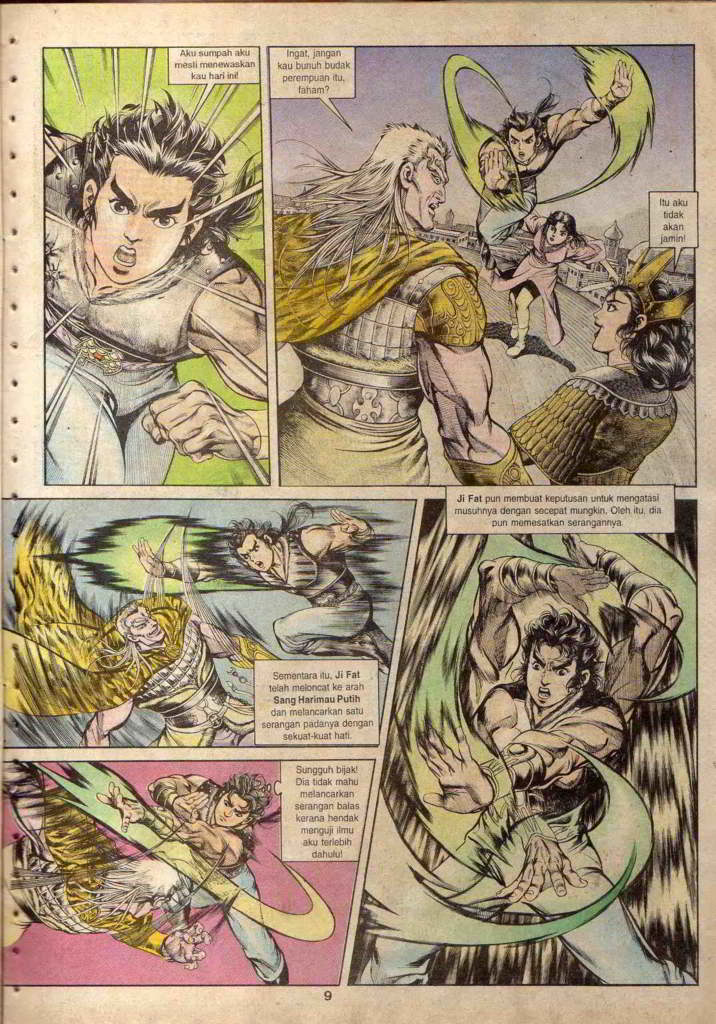 Aku sumpah aku
mesti menewaskan
kau hari ini!
Ingat, jangan
kau bunuh budak
perempuan itu,
faham?
Itu aku
tidak
akan
jamin!
Sementara itu, Ji Fat
telah meloncat ke arah
Sang Harimau Putih
dan melancarkan satu
serangan padanya dengan
sekuat-kuat hati.
Ji Fat pun membuat keputusan untuk mengatasi
musuhnya dengan secepat mungkin. Oleh itu, dia
pun memesatkan serangannya.
Sungguh bijak!
Dia tidak mahu
melancarkan
serangan balas
kerana hendak
menguji ilmu
aku terlebih
dahulu!
9